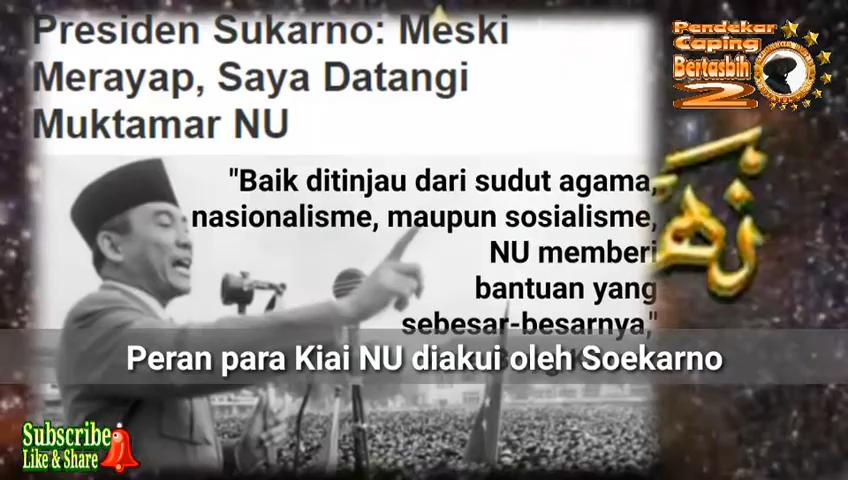 Presiden Sukarno: Meski
Merayap, Saya Datangi
Muktamar NU
Pendekar
Caping
Bertasbih
2
"Baik ditinjau dari sudut agama,
nasionalisme, maupun sosialisme,
NU memberi
bantuan yang
sebesar-besarnya,"
Peran para Kiai NU diakui oleh Soekarno
Subscribe
Like & Share